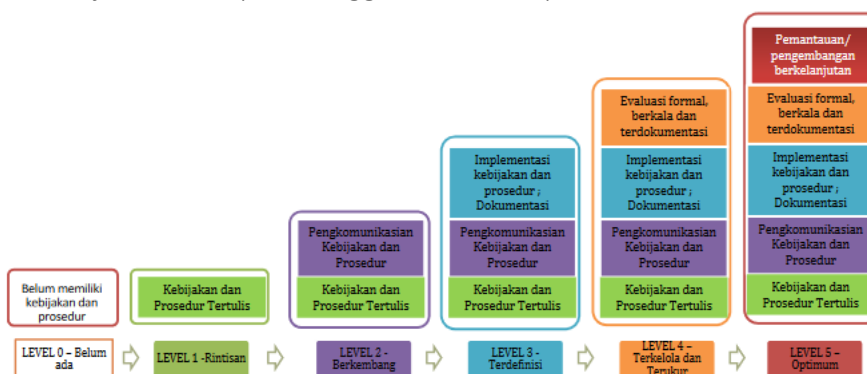 Pemantauan/
pengembangan
berkelanjutan
Evaluasi formal,
berkala dan
terdokumentasi
Evaluasi formal,
berkala dan
terdokumentasi
Implementasi
kebijakan dan
prosedur ;
Dokumentasi
Implementasi
kebijakan dan
prosedur ;
Dokumentasi
Implementasi
kebijakan dan
prosedur ;
Dokumentasi
Pengkomunikasian
Kebijakan dan
Prosedur
Pengkomunikasian
Kebijakan dan
Prosedur
Pengkomunikasian
Kebijakan dan
Prosedur
Pengkomunikasian
Kebijakan dan
Prosedur
Belum memiliki
kebijakan dan
prosedur
Kebijakan dan
Prosedur Tertulis
Kebijakan dan
Prosedur Tertulis
Kebijakan dan
Prosedur Tertulis
Kebijakan dan
Prosedur Tertulis
Kebijakan dan
Prosedur Tertulis
LEVEL 0 – Belum
ada
LEVEL 1 -Rintisan
LEVEL 2 -
Berkembang
LEVEL 3 -
Terdefinisi
LEVEL 4 –
Terkelola dan
Terukur
LEVEL 5 –
Optimum